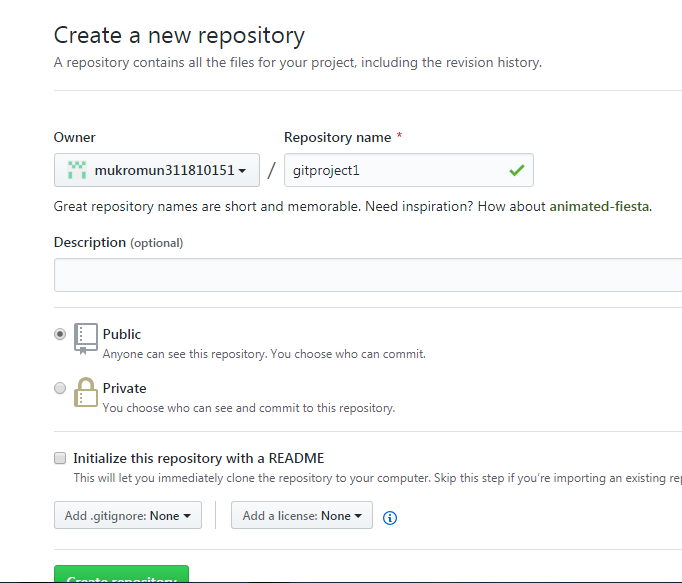 Create a new repository
A repository contains all the files for your project, including the revision history.
Owner
Repository name *
mukromun311810151
/
gitproject1
Great repository names are short and memorable. Need inspiration? How about animated-fiesta.
Description (optional)
Public
Anyone can see this repository. You choose who can commit.
Private
You choose who can see and commit to this repository.
Initialize this repository with a README
This will let you immediately clone the repository to your computer. Skip this step if you're importing an existing rep
Add .gitignore: None
Add a license: None
Create repository